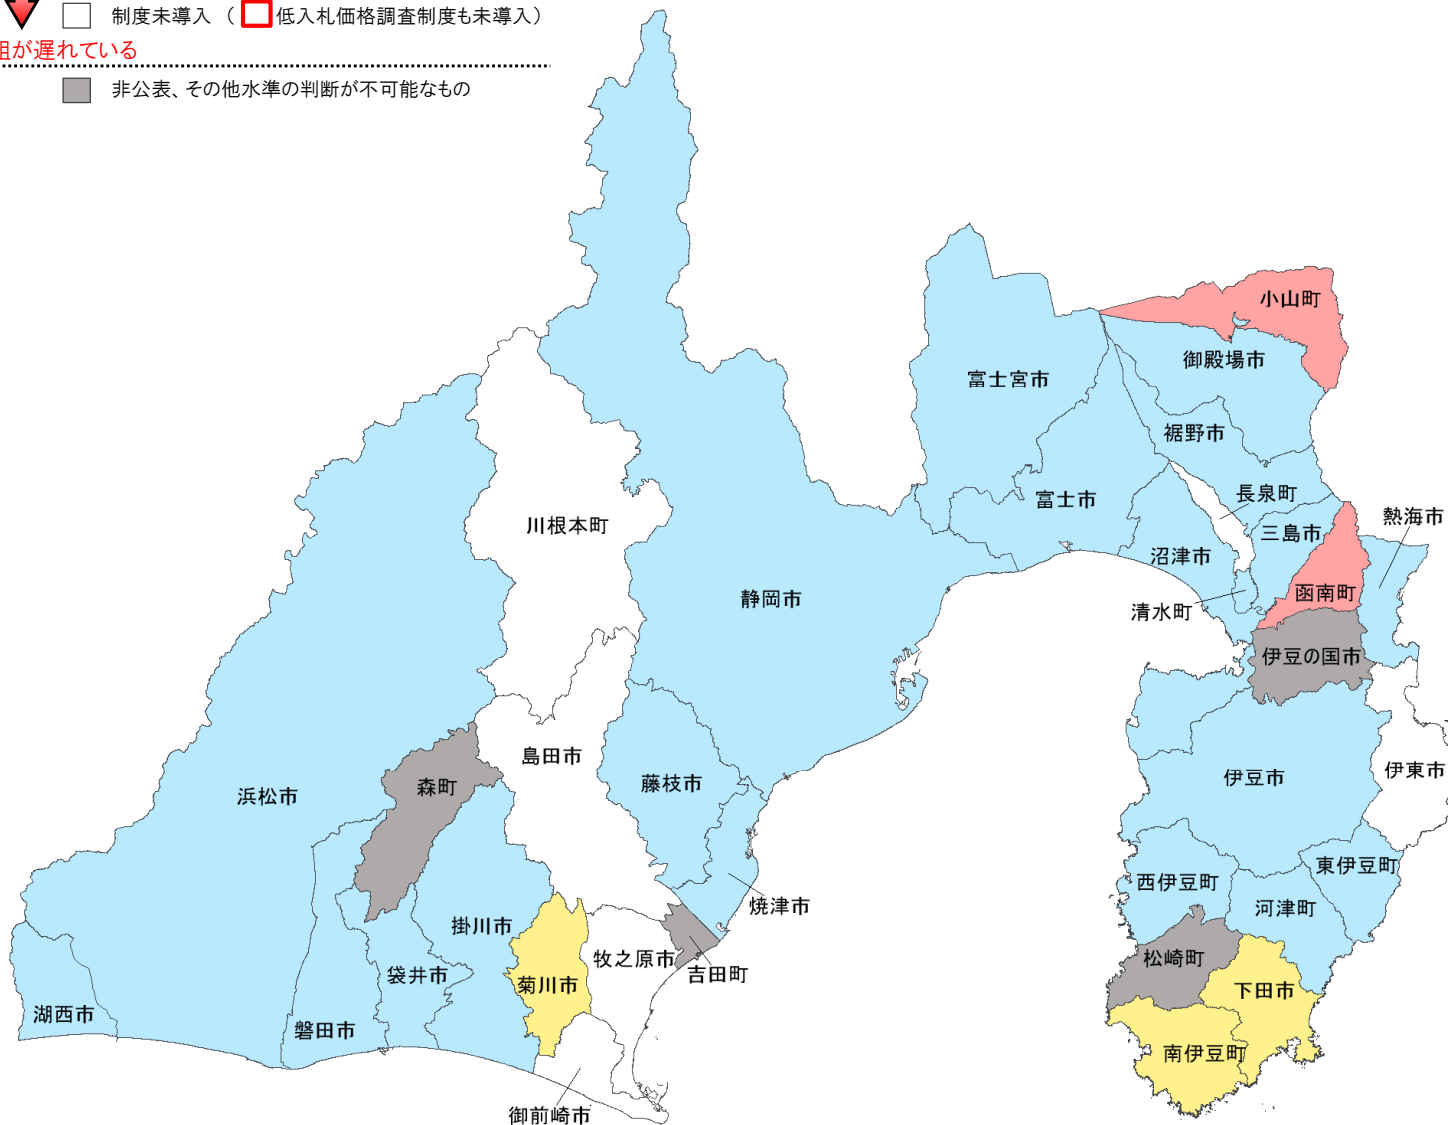 制度未導入 ( 低入札価格調査制度も未導入)
組が遅れている
非公表、その他水準の判断が不可能なもの
小山町
御殿場市
富士宮市
裾野市
長泉町
富士市
熱海市
川根本町
三島市
沼津市
函南町
静岡市
清水町
伊豆の国市
島田市
伊東市
伊豆市
藤枝市
森町
浜松市
東伊豆町
西伊豆町
焼津市
河津町
掛川市
牧之原市
松崎町
吉田町
袋井市
菊川市
下田市
湖西市
磐田市
南伊豆町
御前崎市